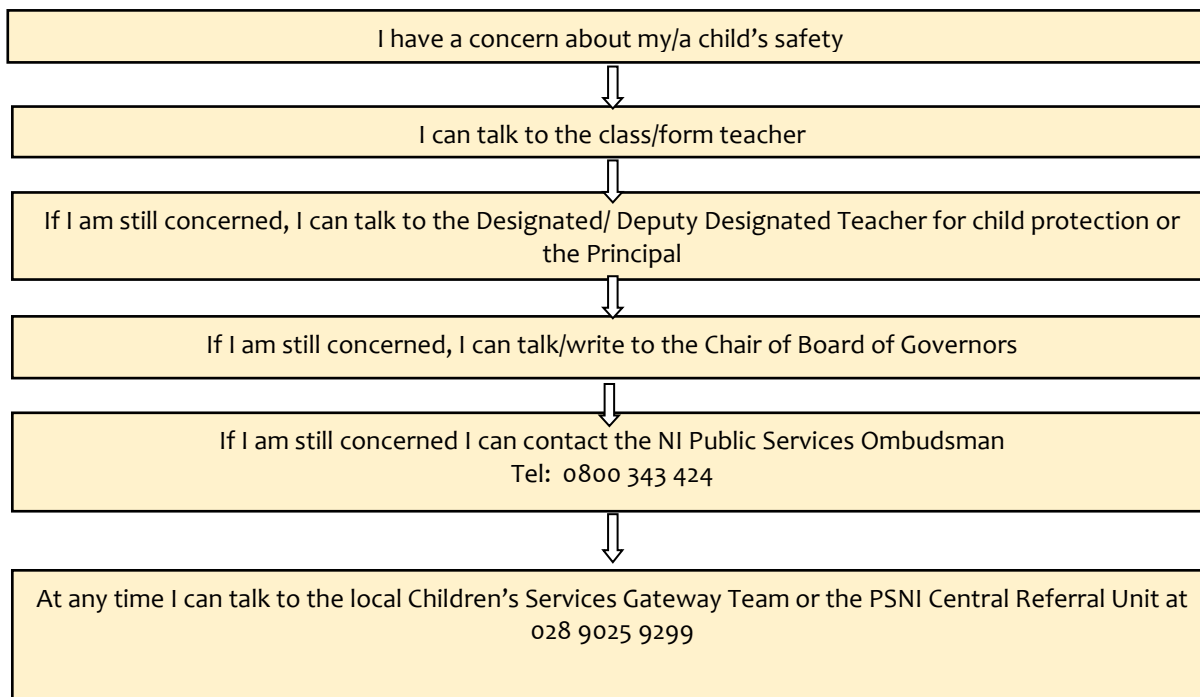 I have a concern about my/a child’s safety
I can talk to the class/form teacher
If I am still concerned, I can talk to the Designated/ Deputy Designated Teacher for child protection or
the Principal
If I am still concerned, I can talk/write to the Chair of Board of Governors
If I am still concerned I can contact the NI Public Services Ombudsman
Tel:  0800 343 424
At any time I can talk to the local Children’s Services Gateway Team or the PSNI Central Referral Unit at
028 9025 9299